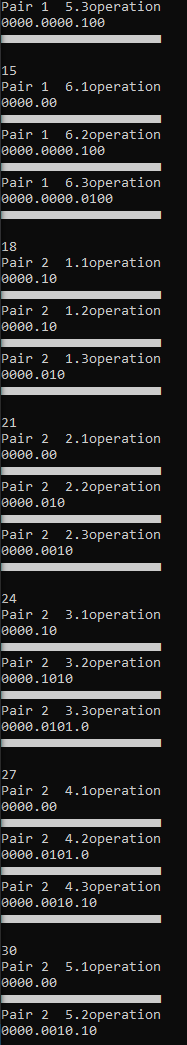 Pair 1  5.3operation
0000.0000.100
15
Pair 1  6.1operation
0000.00
Pair 1  6.2operation
0000.0000.100
Pair 1  6.3operation
0000.0000.0100
18
Pair 2  1.1operation
0000.10
Pair 2  1.2operation
0000.10
Pair 2  1.3operation
0000.010
21
Pair 2  2.1operation
0000.00
Pair 2  2.2operation
0000.010
Pair 2  2.3operation
0000.0010
24
Pair 2  3.1operation
0000.10
Pair 2  3.2operation
0000.1010
Pair 2  3.3operation
0000.0101.0
27
Pair 2  4.1operation
0000.00
Pair 2  4.2operation
0000.0101.0
Pair 2  4.3operation
0000.0010.10
30
Pair 2  5.1operation
0000.00
Pair 2  5.2operation
0000.0010.10